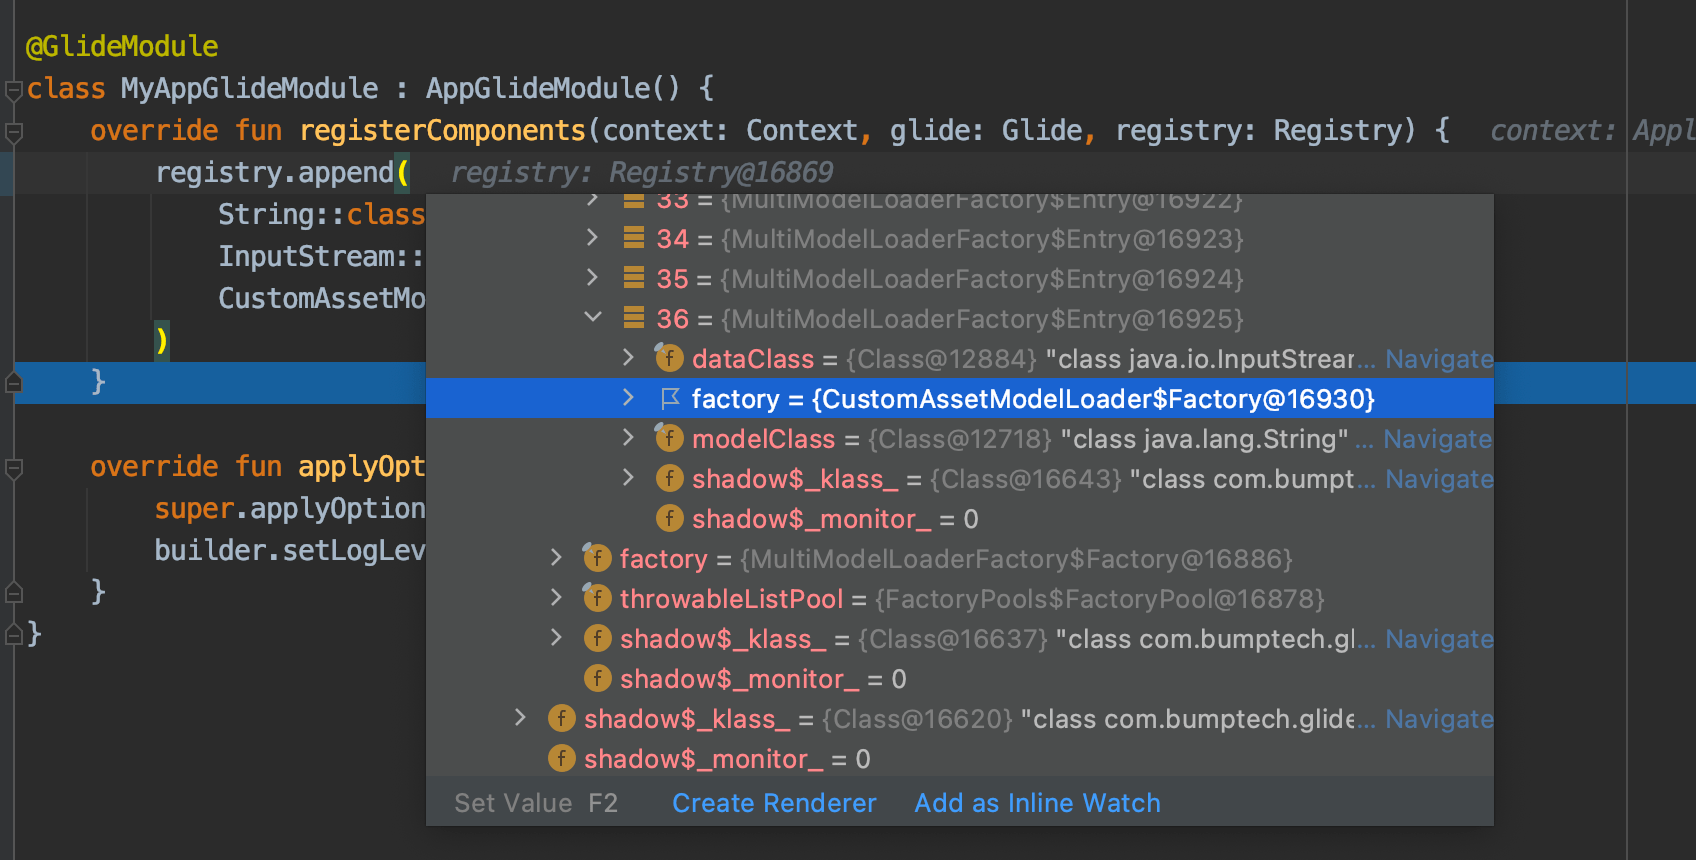 @GlideModule
class MyAppGlideModule : AppGlideModule() {
override fun registerComponents(context: Context, glide: Glide, registry: Registry) { context: Appl
registry.append( registry: Registry@16869
String::class
InputStream::
CustomAssetMo
)
}
override fun applyOpt
super.applyOption
builder.setLogLev
}
}
33 = {MultiModelLoaderFactory$Entry@16922}
34 = {MultiModelLoaderFactory$Entry@16923}
35 = {MultiModelLoaderFactory$Entry@16924}
36 = {MultiModelLoaderFactory$Entry@16925}
f dataClass = {Class@12884} "class java.io.InputStrear... Navigate
factory = {CustomAssetModelLoader$Factory@16930}
f modelClass = {Class@12718} "class java.lang.String" ... Navigate
f shadow$_klass_ = {Class@16643} "class com.bumpt... Navigate
f shadow$_monitor_ = 0
f factory = {MultiModelLoaderFactory$Factory@16886}
f throwableListPool = {FactoryPools$FactoryPool@16878}
f shadow$_klass_ = {Class@16637} "class com.bumptech.gl... Navigate
f shadow$_monitor_ = 0
f shadow$_klass_ = {Class@16620} "class com.bumptech.glide... Navigate
f shadow$_monitor_ = 0
Set Value F2 Create Renderer Add as Inline Watch